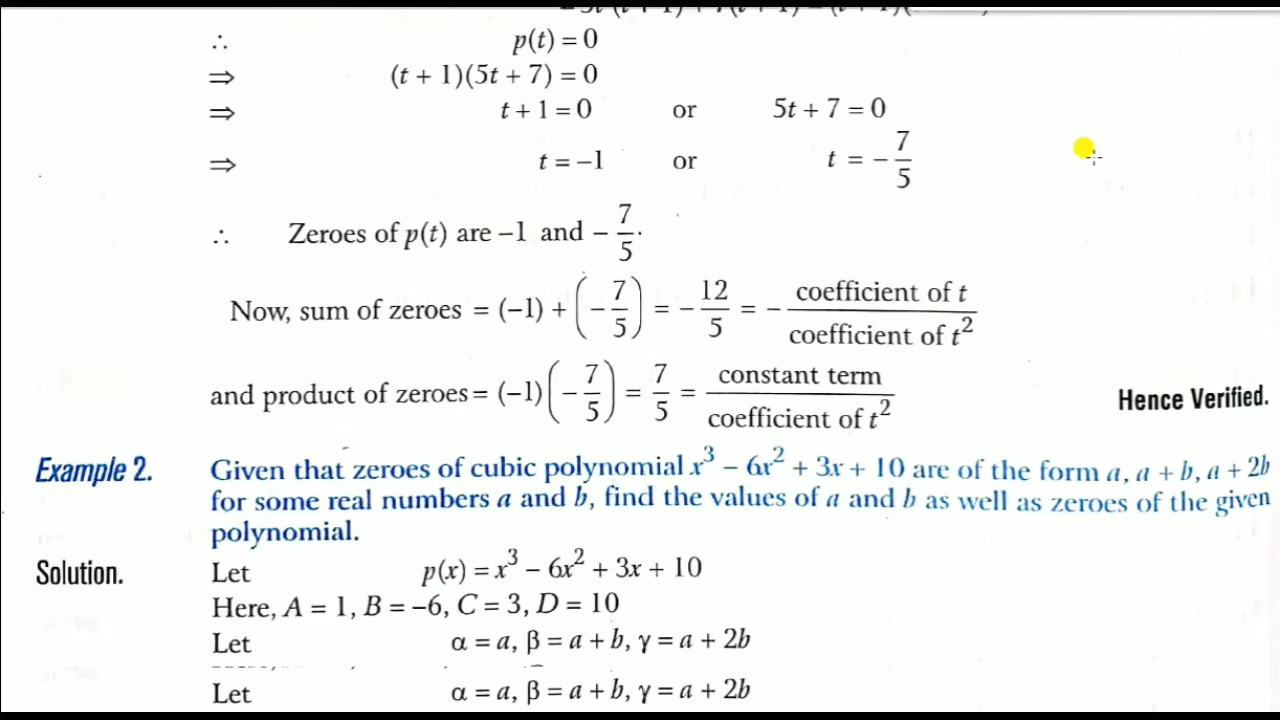 ∴ p(t) = 0
⇒ (t + 1)(5t + 7) = 0
⇒ t + 1 = 0 or 5t + 7 = 0
⇒ t = –1 or t = – 7/5
∴ Zeroes of p(t) are –1 and – 7/5.
Now, sum of zeroes = (–1) + (– 7/5) = – 12/5 = – coefficient of t / coefficient of t²
and product of zeroes = (–1)(– 7/5) = 7/5 = constant term / coefficient of t²
Hence Verified.
Example 2. Given that zeroes of cubic polynomial x³ – 6x² + 3x + 10 are of the form a, a + b, a + 2b
for some real numbers a and b, find the values of a and b as well as zeroes of the given
polynomial.
Solution. Let p(x) = x³ – 6x² + 3x + 10
Here, A = 1, B = –6, C = 3, D = 10
Let α = a, β = a + b, γ = a + 2b
Let α = a, β = a + b, γ = a + 2b